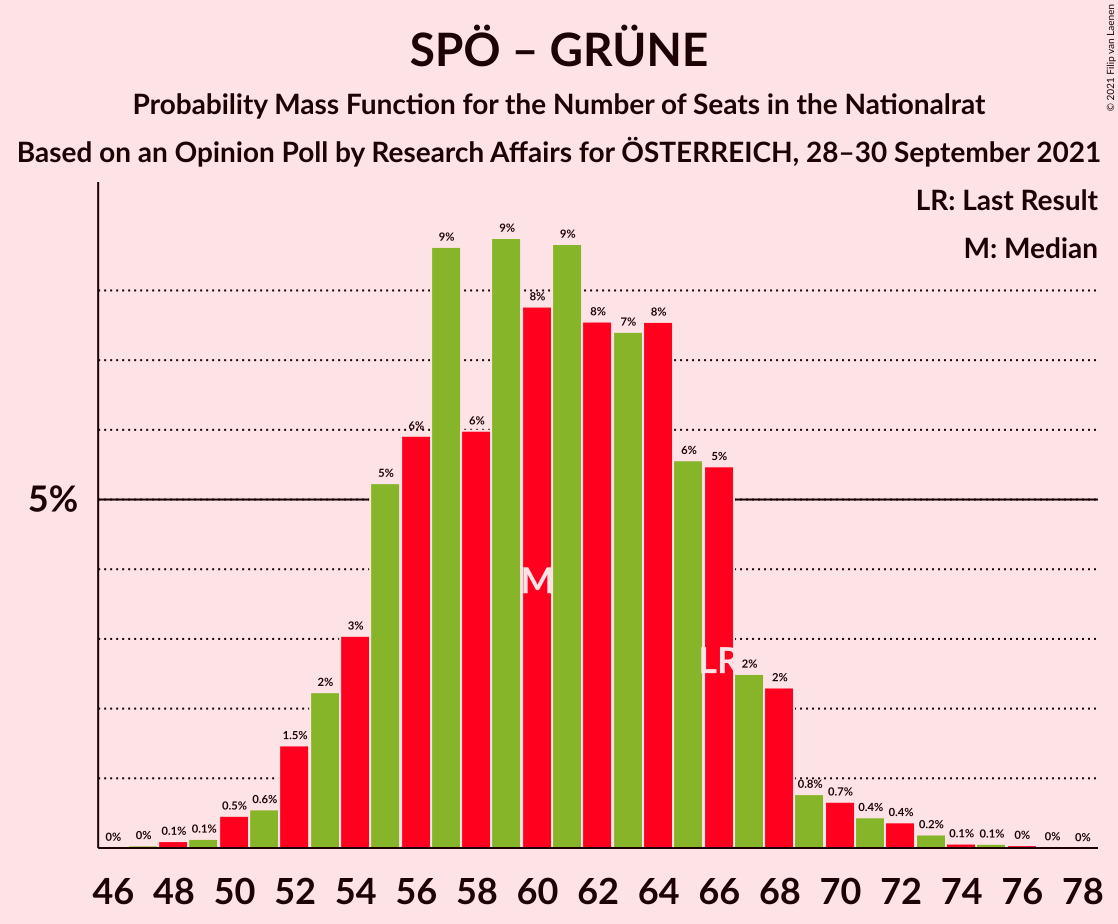 SPÖ – GRÜNE
Probability Mass Function for the Number of Seats in the Nationalrat
Based on an Opinion Poll by Research Affairs for ÖSTERREICH, 28–30 September 2021
© 2021 Filip van Laenen
LR: Last Result
M: Median
5%
0% 0% 0.1% 0.1% 0.5% 0.6% 1.5% 2% 3% 5% 6% 9% 6% 9% 8% 9% 8% 7% 8% 6% 5% 2% 2% 0.8% 0.7% 0.4% 0.4% 0.2% 0.1% 0.1% 0% 0% 0%
M
LR
46 48 50 52 54 56 58 60 62 64 66 68 70 72 74 76 78